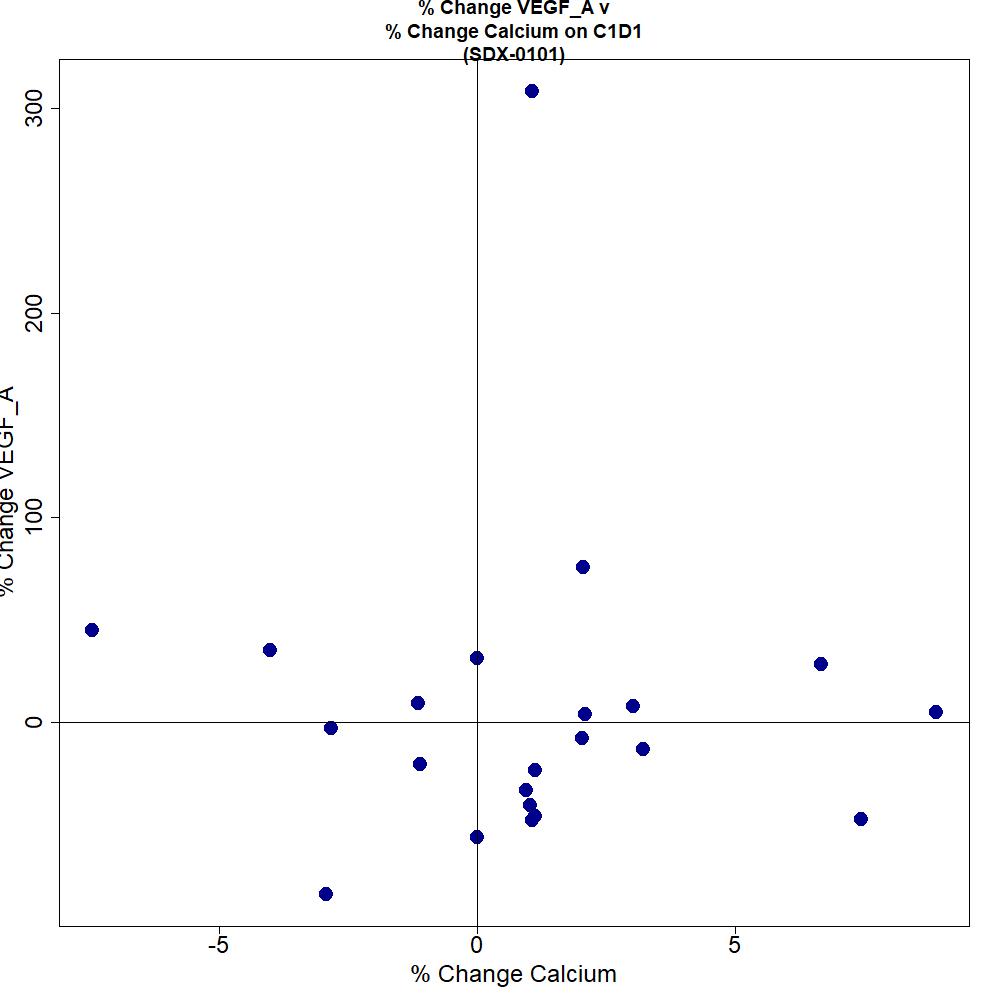 % Change VEGF_A v
% Change Calcium on C1D1
(SDX-0101)
300
200
100
0
% Change VEGF_A
-5
0
5
% Change Calcium